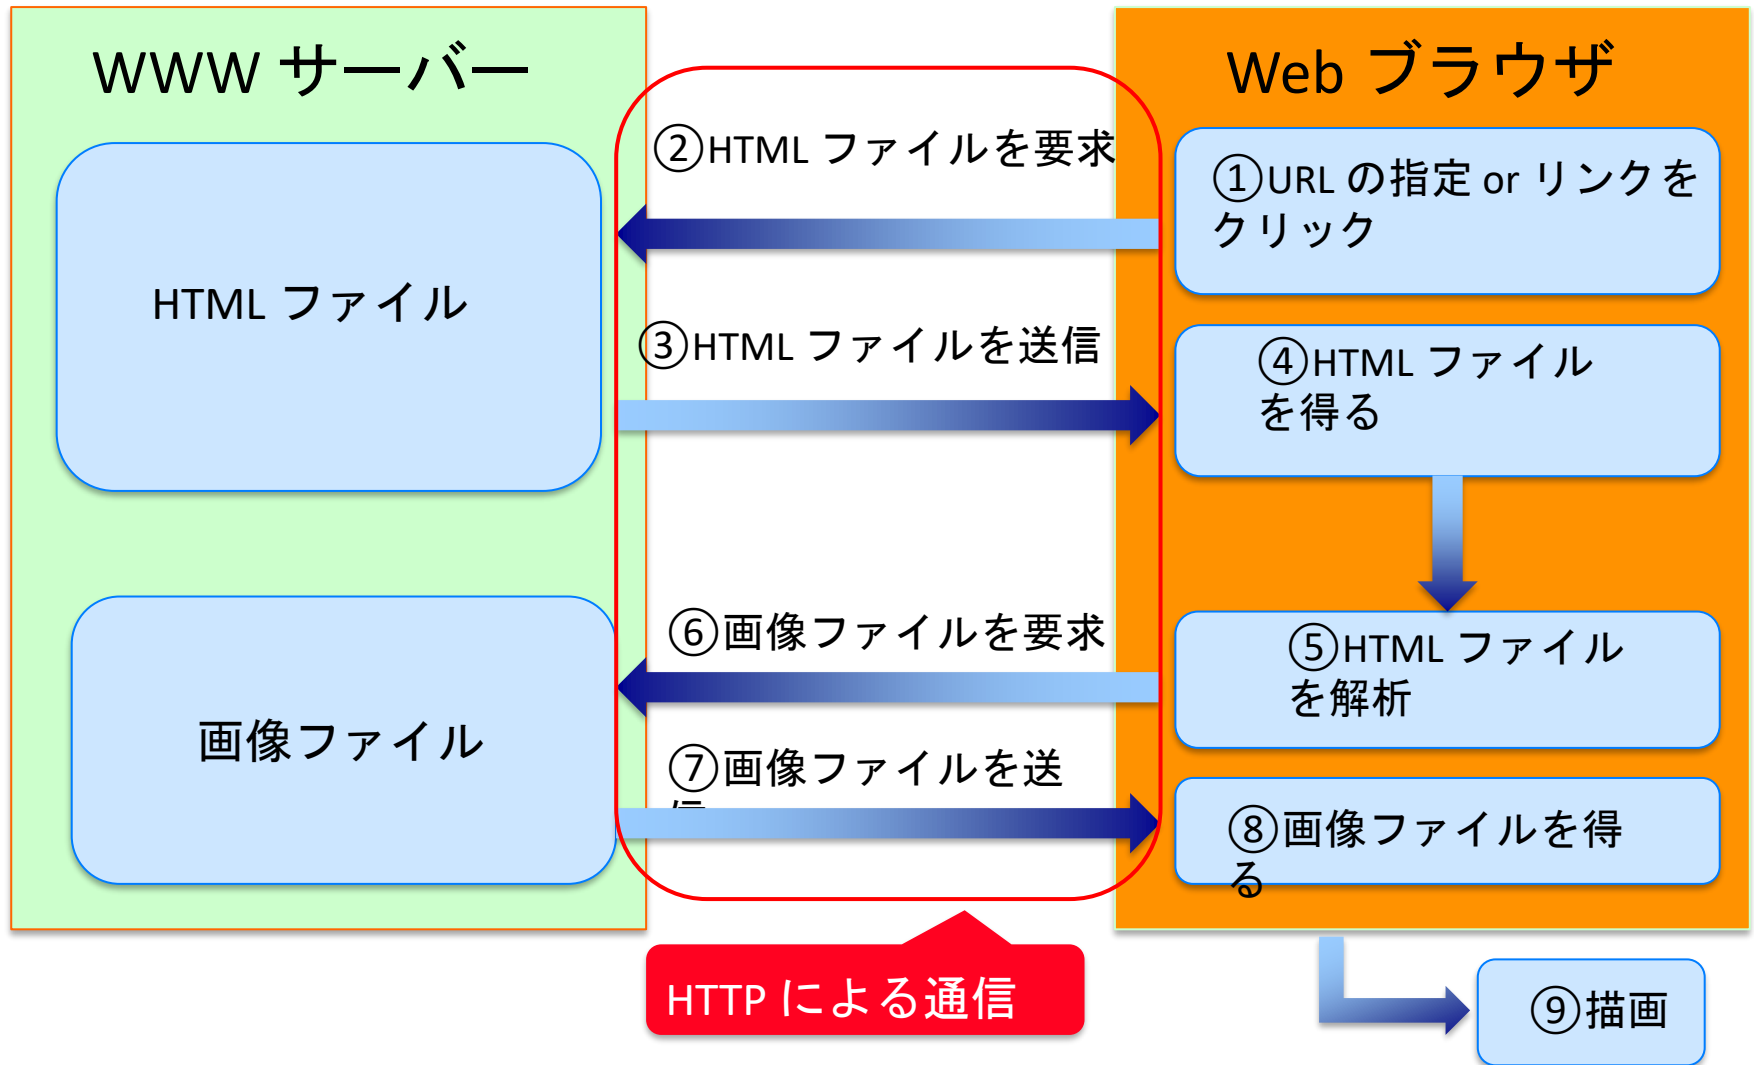 WWW サーバー
Web ブラウザ
②HTML ファイルを要求
①URL の指定 or リンクを
クリック
HTML ファイル
③HTML ファイルを送信
④HTML ファイル
を得る
⑥画像ファイルを要求
⑤HTML ファイル
を解析
画像ファイル
⑦画像ファイルを送
信
⑧画像ファイルを得
る
HTTP による通信
⑨描画